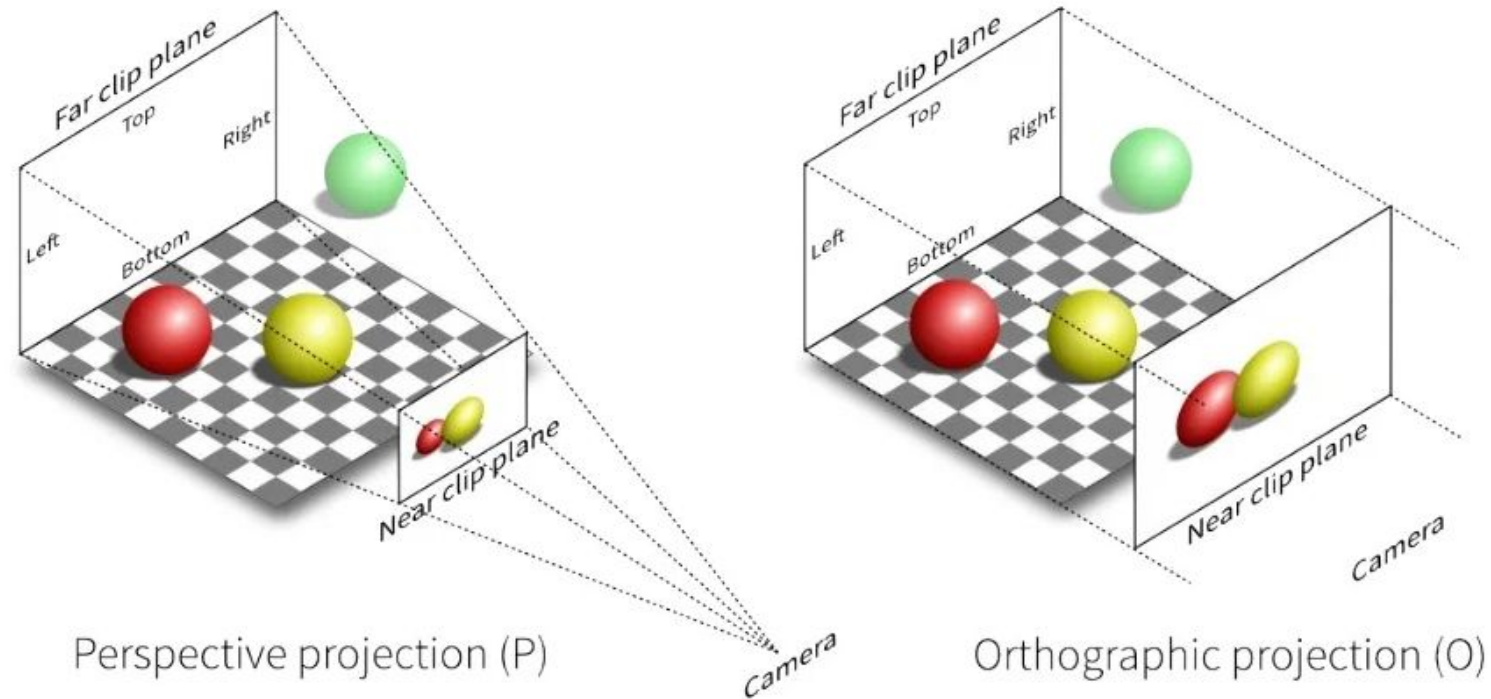 Far clip plane
Top
Right
Left
Bottom
Near clip plane
Camera
Perspective projection (P)
Far clip plane
Top
Right
Left
Bottom
Near clip plane
Camera
Orthographic projection (O)